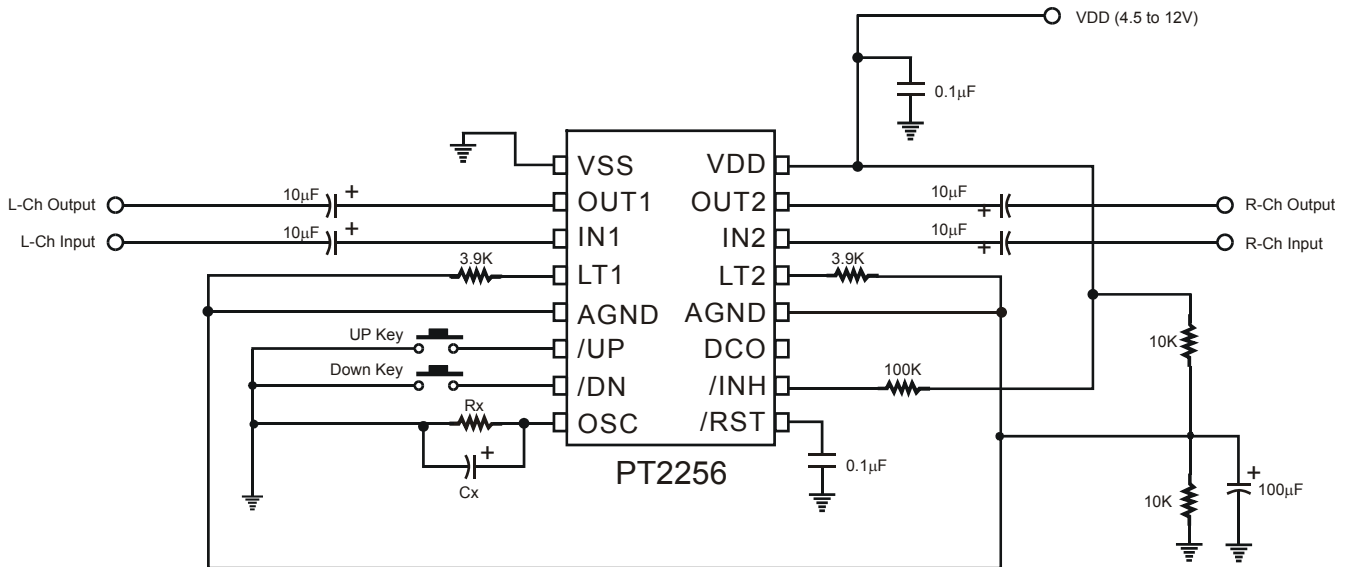 VDD (4.5 to 12V)
0.1μF
VSS
VDD
L-Ch Output
10μF
+
OUT1
OUT2
10μF
+
R-Ch Output
L-Ch Input
10μF
+
IN1
IN2
10μF
+
R-Ch Input
3.9K
LT1
LT2
3.9K
AGND
AGND
UP Key
/UP
DCO
10K
Down Key
/DN
/INH
100K
Rx
OSC
/RST
+
Cx
PT2256
0.1μF
10K
+
100μF